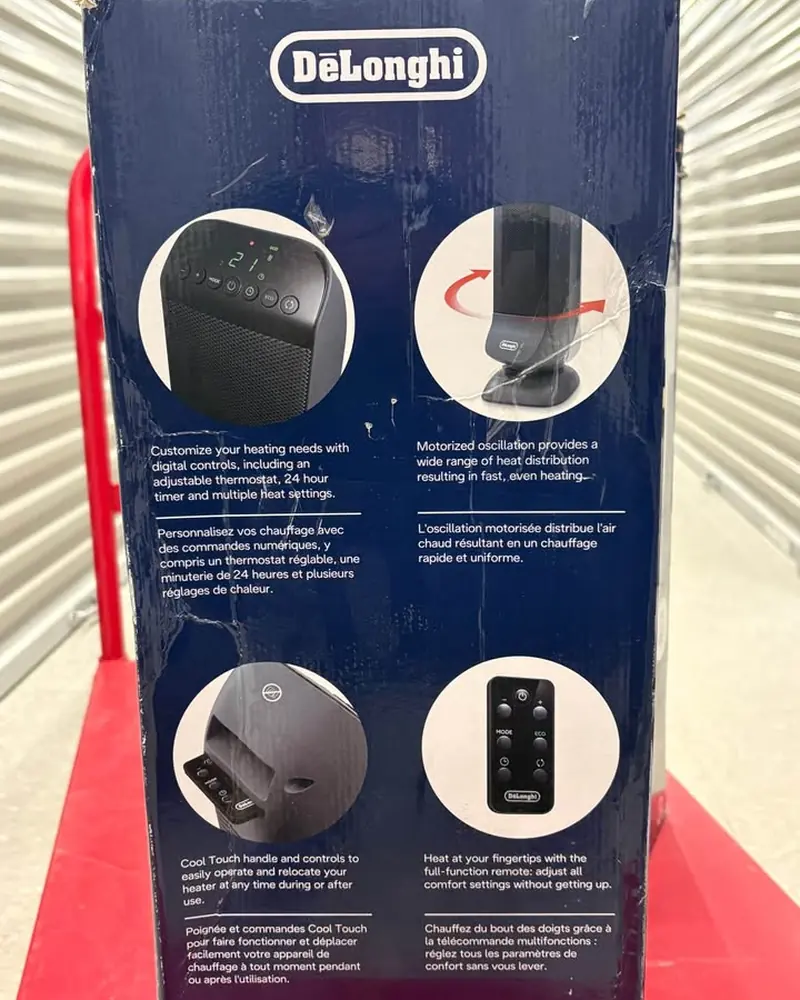 DēLonghi
21
MODE
ECO
DēLonghi
Customize your heating needs with
digital controls, including an
adjustable thermostat, 24 hour
timer and multiple heat settings.
Personnalisez vos chauffage avec
des commandes numériques, y
compris un thermostat réglable, une
minuterie de 24 heures et plusieurs
réglages de chaleur.
Motorized oscillation provides a
wide range of heat distribution
resulting in fast, even heating.
L'oscillation motorisée distribue l'air
chaud résultant en un chauffage
rapide et uniforme.
DēLonghi
- +
MODE ECO
DēLonghi
Cool Touch handle and controls to
easily operate and relocate your
heater at any time during or after
use.
Poignée et commandes Cool Touch
pour faire fonctionner et déplacer
facilement votre appareil de
chauffage à tout moment pendant
ou après l'utilisation.
Heat at your fingertips with the
full-function remote: adjust all
comfort settings without getting up.
Chauffez du bout des doigts grâce à
la télécommande multifonctions :
réglez tous les paramètres de
confort sans vous lever.